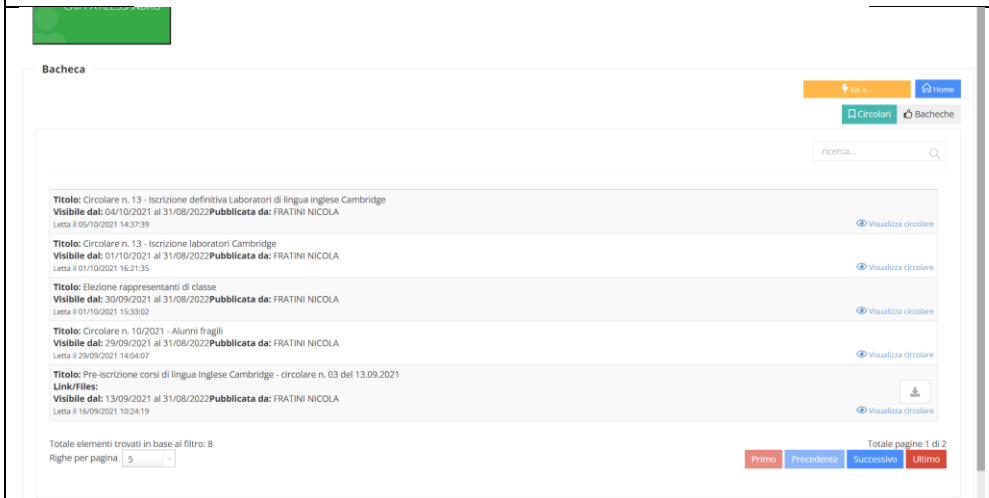 Bacheca
Vai a...
Home
Circolari
Bacheche
ricerca...
Titolo: Circolare n. 13 - Iscrizione definitiva Laboratori di lingua inglese Cambridge
Visibile dal: 04/10/2021 al 31/08/2022Pubblicata da: FRATINI NICOLA
Letta il 05/10/2021 14:37:39
Visualizza circolare
Titolo: Circolare n. 13 - Iscrizione laboratori Cambridge
Visibile dal: 01/10/2021 al 31/08/2022Pubblicata da: FRATINI NICOLA
Letta il 01/10/2021 16:21:35
Visualizza circolare
Titolo: Elezione rappresentanti di classe
Visibile dal: 30/09/2021 al 31/08/2022Pubblicata da: FRATINI NICOLA
Letta il 01/10/2021 15:33:02
Visualizza circolare
Titolo: Circolare n. 10/2021 - Alunni fragili
Visibile dal: 29/09/2021 al 31/08/2022Pubblicata da: FRATINI NICOLA
Letta il 29/09/2021 14:04:07
Visualizza circolare
Titolo: Pre-iscrizione corsi di lingua Inglese Cambridge - circolare n. 03 del 13.09.2021
Link/Files:
Visibile dal: 13/09/2021 al 31/08/2022Pubblicata da: FRATINI NICOLA
Letta il 16/09/2021 10:24:19
Visualizza circolare
Totale elementi trovati in base al filtro: 8
Totale pagine 1 di 2
Righe per pagina 5
Primo
Precedente
Successivo
Ultimo